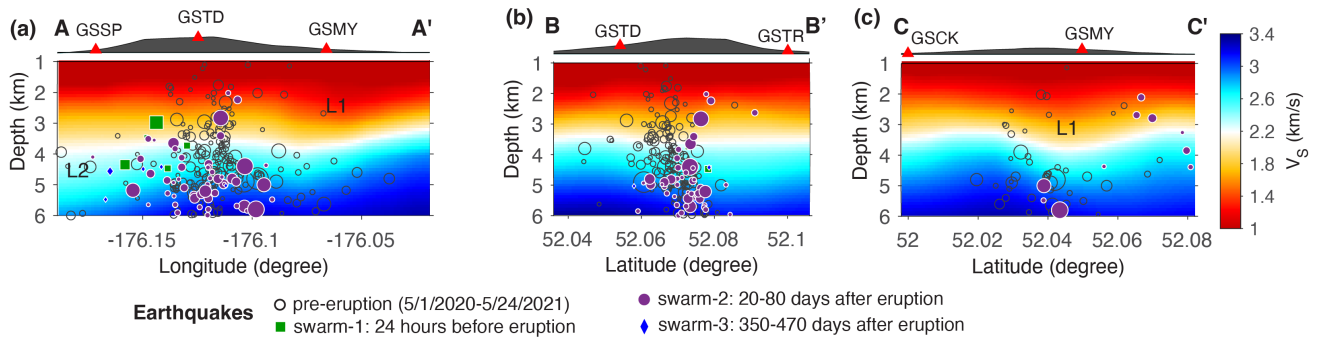 (a) A GSSP GSTD GSMY A'
Depth (km)
1
2
3
4
5
6
L1
L2
-176.15 -176.1 -176.05
Longitude (degree)
(b) B GSTD GSTR B'
Depth (km)
1
2
3
4
5
6
52.04 52.06 52.08 52.1
Latitude (degree)
(c) C GSCK GSMY C'
Depth (km)
1
2
3
4
5
6
L1
52 52.02 52.04 52.06 52.08
Latitude (degree)
3.4
3
2.6
2.2
1.8
1.4
1
VS (km/s)
Earthquakes
pre-eruption (5/1/2020-5/24/2021)
swarm-1: 24 hours before eruption
swarm-2: 20-80 days after eruption
swarm-3: 350-470 days after eruption